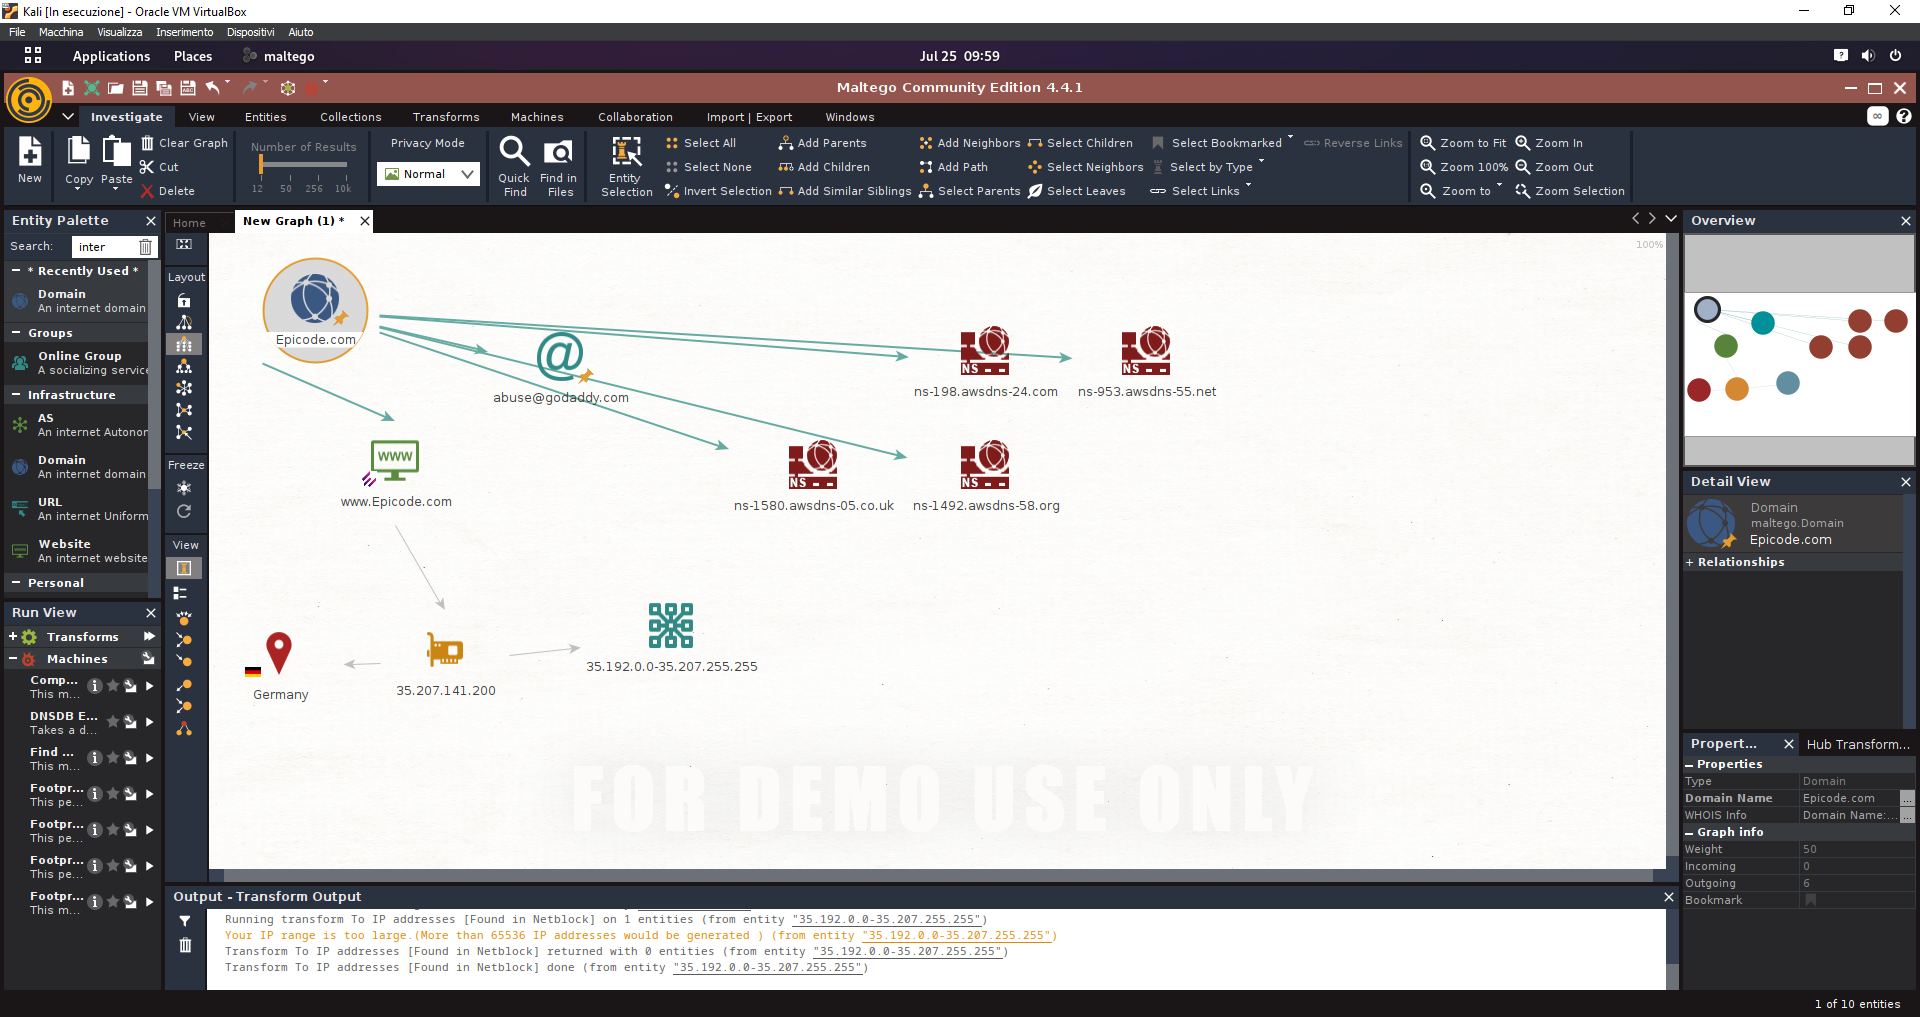 Kali [In esecuzione] - Oracle VM VirtualBox
File Macchina Visualizza Inserimento Dispositivi Aiuto
Applications Places maltego Jul 25 09:59
Maltego Community Edition 4.4.1
Investigate View Entities Collections Transforms Machines Collaboration Import | Export Windows
New
Copy
Paste
Clear Graph
Cut
Delete
Number of Results
12 50 256 10k
Privacy Mode
Normal
Quick Find
Find in Files
Entity Selection
Select All
Select None
Invert Selection
Add Parents
Add Children
Add Similar Siblings
Add Neighbors
Add Path
Select Parents
Select Children
Select Neighbors
Select Leaves
Select Bookmarked
Select by Type
Select Links
Reverse Links
Zoom to Fit
Zoom 100%
Zoom to
Zoom In
Zoom Out
Zoom Selection
Entity Palette
Search: inter
* Recently Used *
Domain
An internet domain
Groups
Online Group
A socializing service
Infrastructure
AS
An internet Autonor
Domain
An internet domain
URL
An internet Uniform
Website
An internet website
Personal
Run View
Transforms
Machines
Comp...
This m...
DNSDB E...
Takes a d...
Find ...
This m...
Footpr...
This pe...
Footpr...
This pe...
Footpr...
This pe...
Footpr...
This m...
Home
New Graph (1) *
Layout
Freeze
View
100%
Epicode.com
@
abuse@godaddy.com
NS
ns-198.awsdns-24.com
NS
ns-953.awsdns-55.net
WWW
www.Epicode.com
NS
ns-1580.awsdns-05.co.uk
NS
ns-1492.awsdns-58.org
Germany
35.207.141.200
35.192.0.0-35.207.255.255
FOR DEMO USE ONLY
Output - Transform Output
Running transform To IP addresses [Found in Netblock] on 1 entities (from entity "35.192.0.0-35.207.255.255")
Your IP range is too large.(More than 65536 IP addresses would be generated ) (from entity "35.192.0.0-35.207.255.255")
Transform To IP addresses [Found in Netblock] returned with 0 entities (from entity "35.192.0.0-35.207.255.255")
Transform To IP addresses [Found in Netblock] done (from entity "35.192.0.0-35.207.255.255")
Overview
Detail View
Domain
maltego.Domain
Epicode.com
+ Relationships
Propert... Hub Transform...
Properties
Type Domain
Domain Name Epicode.com ...
WHOIS Info Domain Name:... ...
Graph info
Weight 50
Incoming 0
Outgoing 6
Bookmark
1 of 10 entities